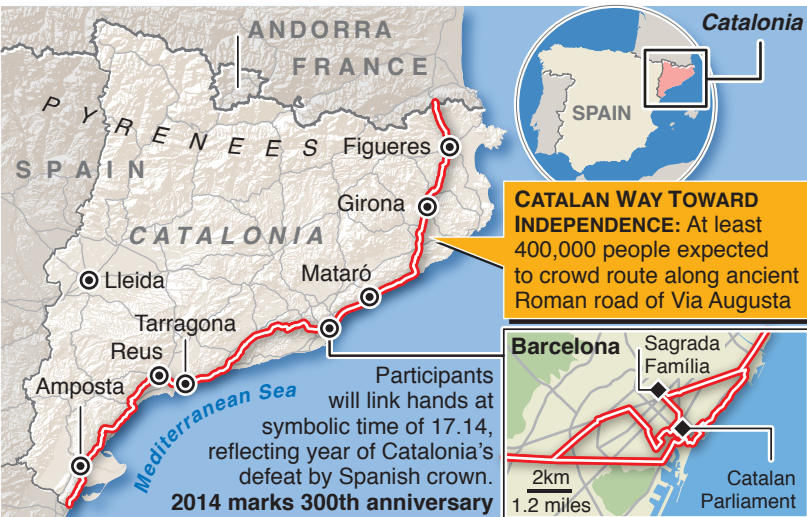 ANDORRA
FRANCE
Catalonia
SPAIN
PYRENEES
SPAIN
Figueres
Girona
CATALONIA
CATALAN WAY TOWARD
INDEPENDENCE: At least
400,000 people expected
to crowd route along ancient
Roman road of Via Augusta
Lleida
Mataró
Tarragona
Reus
Amposta
Mediterranean Sea
Participants
will link hands at
symbolic time of 17.14,
reflecting year of Catalonia's
defeat by Spanish crown.
2014 marks 300th anniversary
Barcelona
Sagrada
Família
2km
1.2 miles
Catalan
Parliament